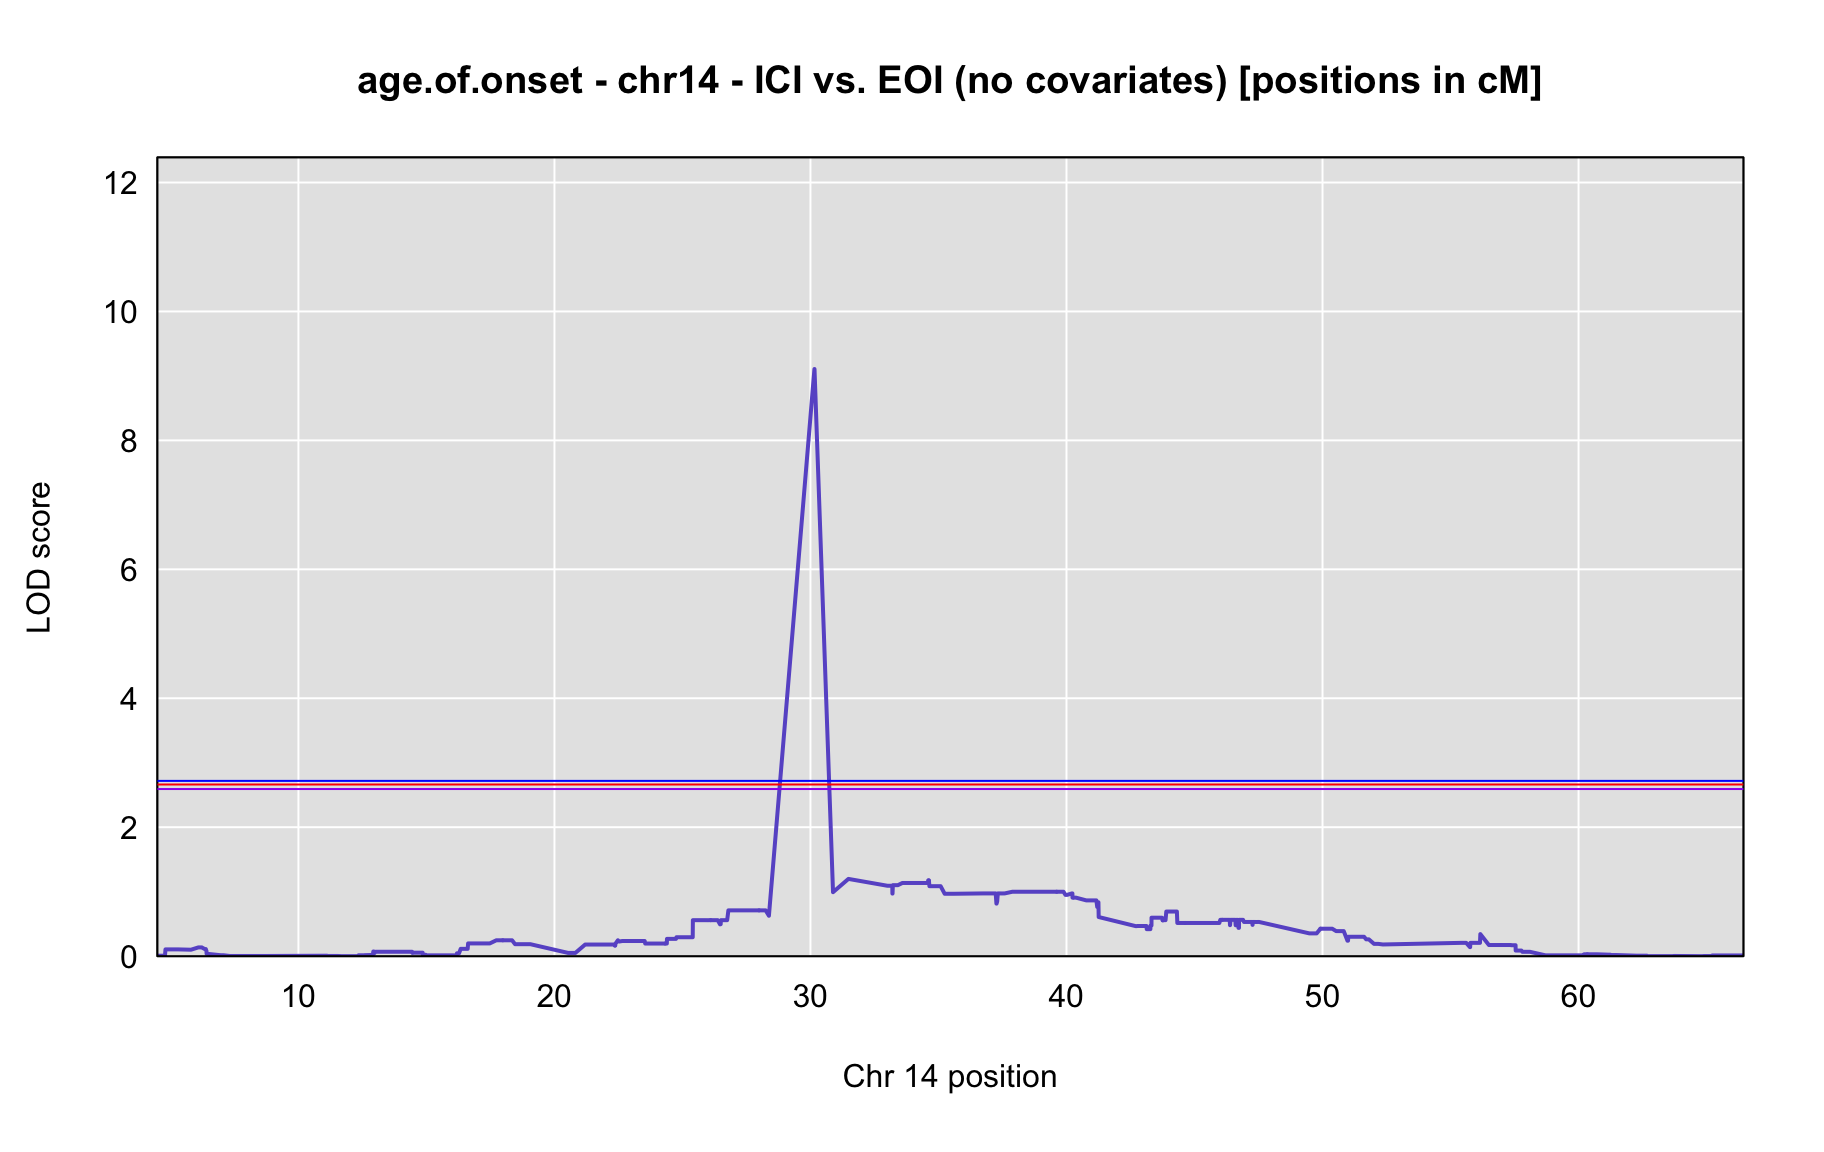 age.of.onset - chr14 - ICI vs. EOI (no covariates) [positions in cM]
12
10
8
6
4
2
0
LOD score
10 20 30 40 50 60
Chr 14 position